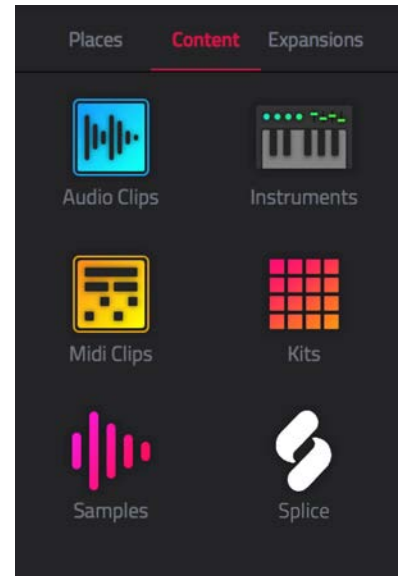 Places Content Expansions
Audio Clips Instruments
Midi Clips Kits
Samples Splice